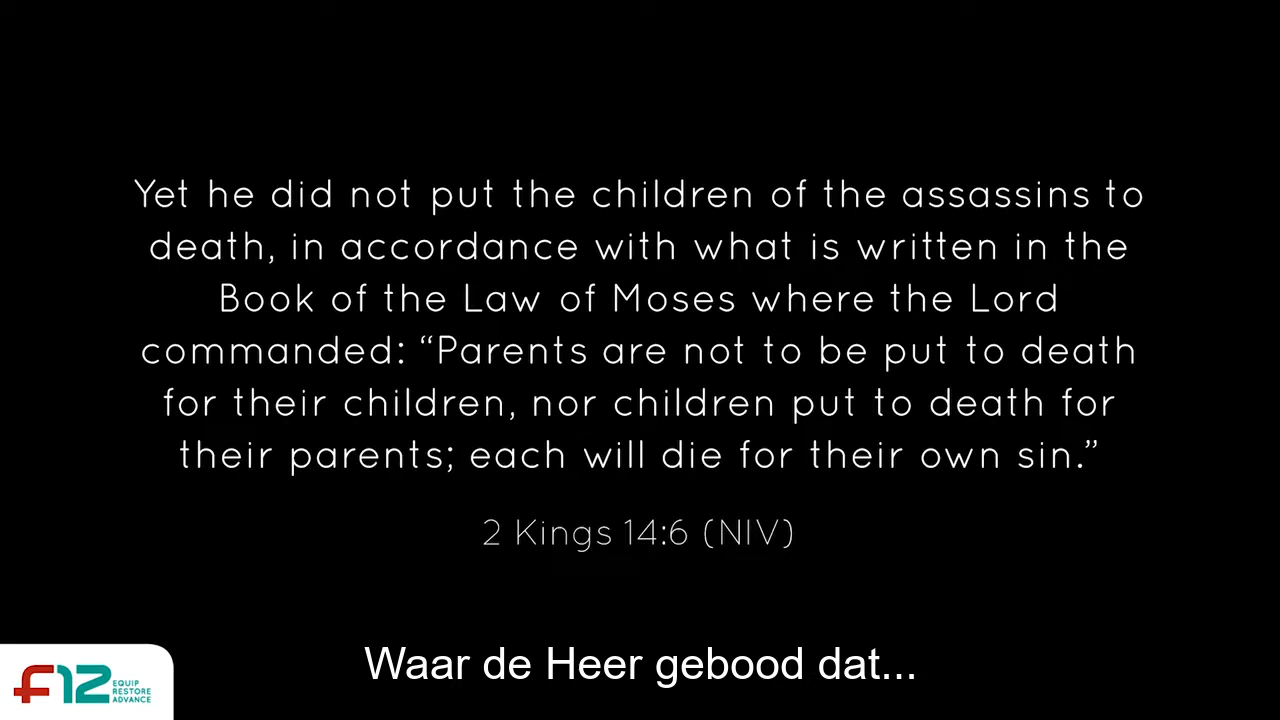 Yet he did not put the children of the assassins to
death, in accordance with what is written in the
Book of the Law of Moses where the Lord
commanded: “Parents are not to be put to death
for their children, nor children put to death for
their parents; each will die for their own sin.”
2 Kings 14:6 (NIV)
Waar de Heer gebood dat...
F12
EQUIP
RESTORE
ADVANCE